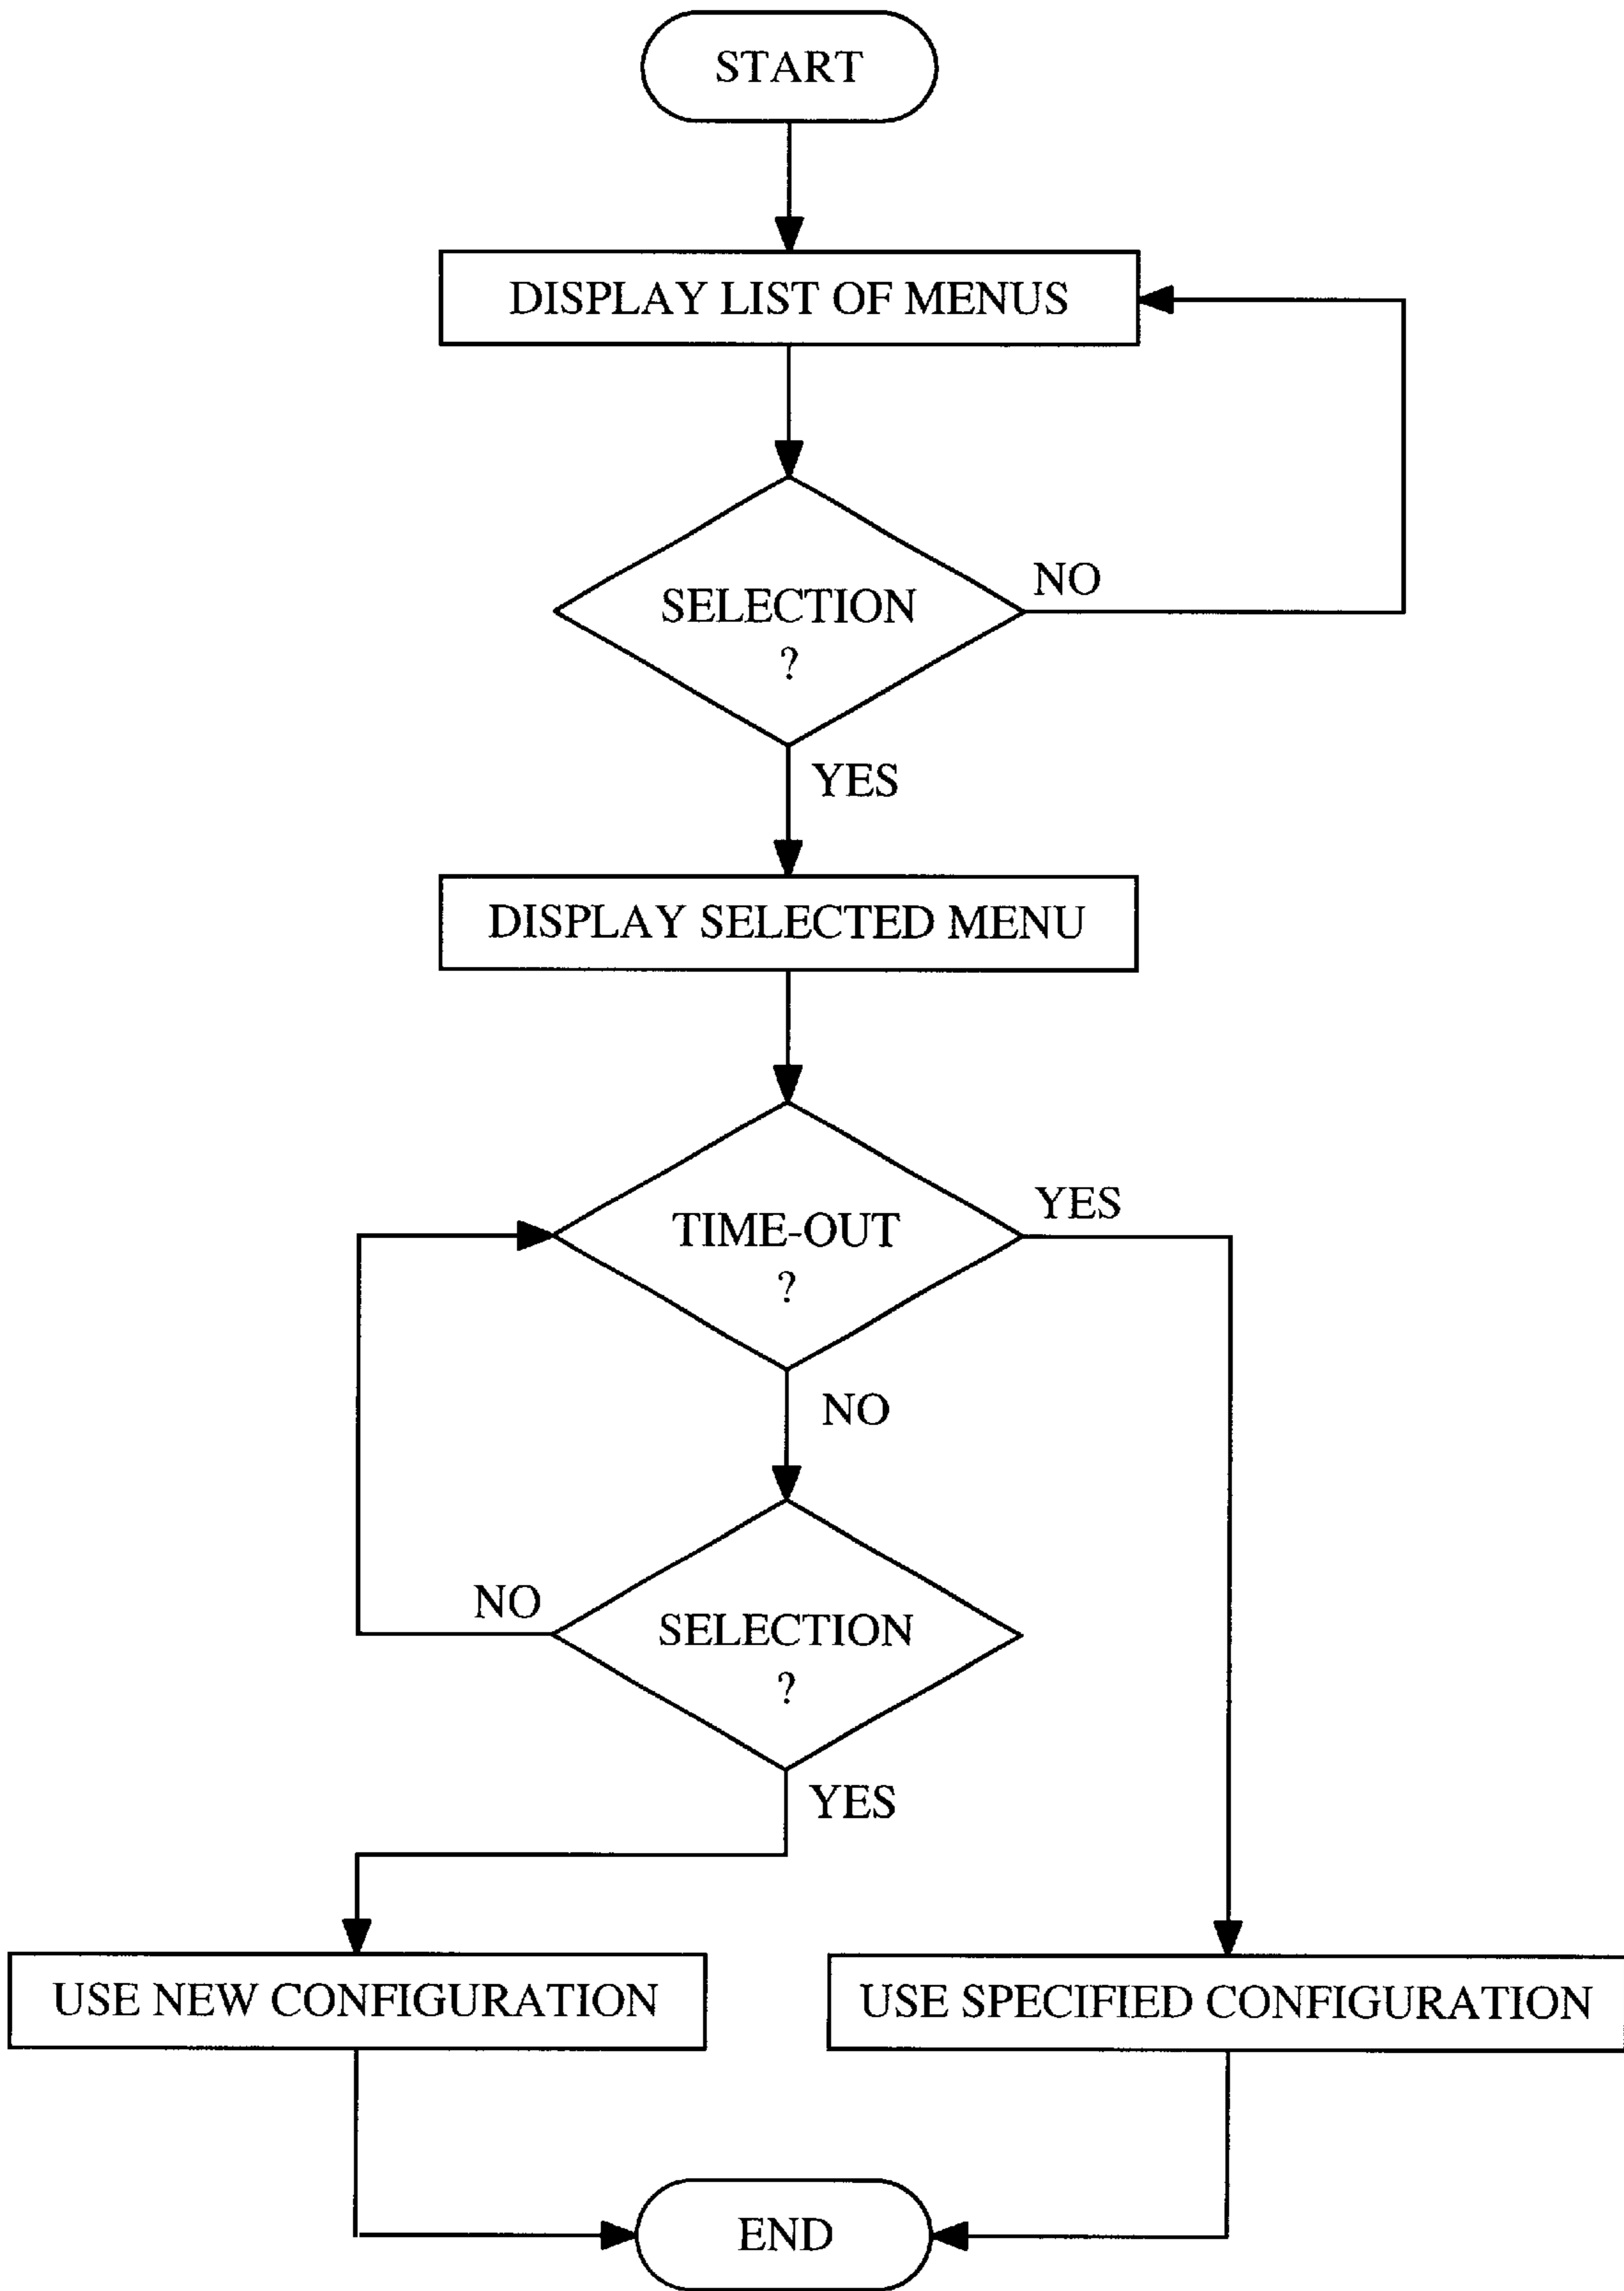 START
DISPLAY LIST OF MENUS
SELECTION
?
NO
YES
DISPLAY SELECTED MENU
TIME-OUT
?
YES
NO
SELECTION
?
NO
YES
USE NEW CONFIGURATION
USE SPECIFIED CONFIGURATION
END